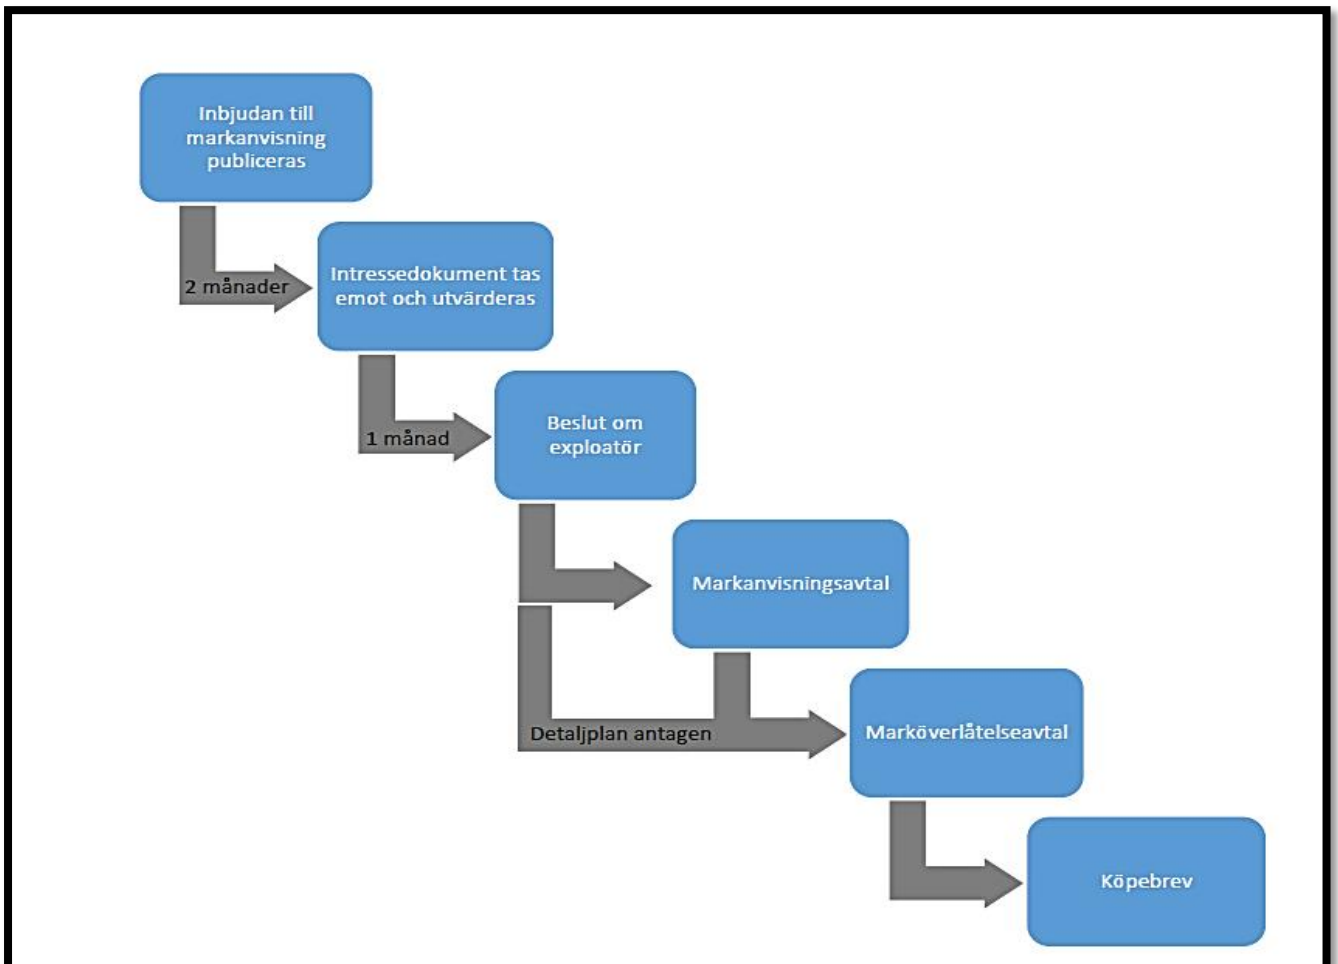 Inbjudan till
markanvisning
publiceras
2 månader
Intressedokument tas
emot och utvärderas
1 månad
Beslut om
exploatör
Markanvisningsavtal
Detaljplan antagen
Marköverlåtelseavtal
Köpebrev